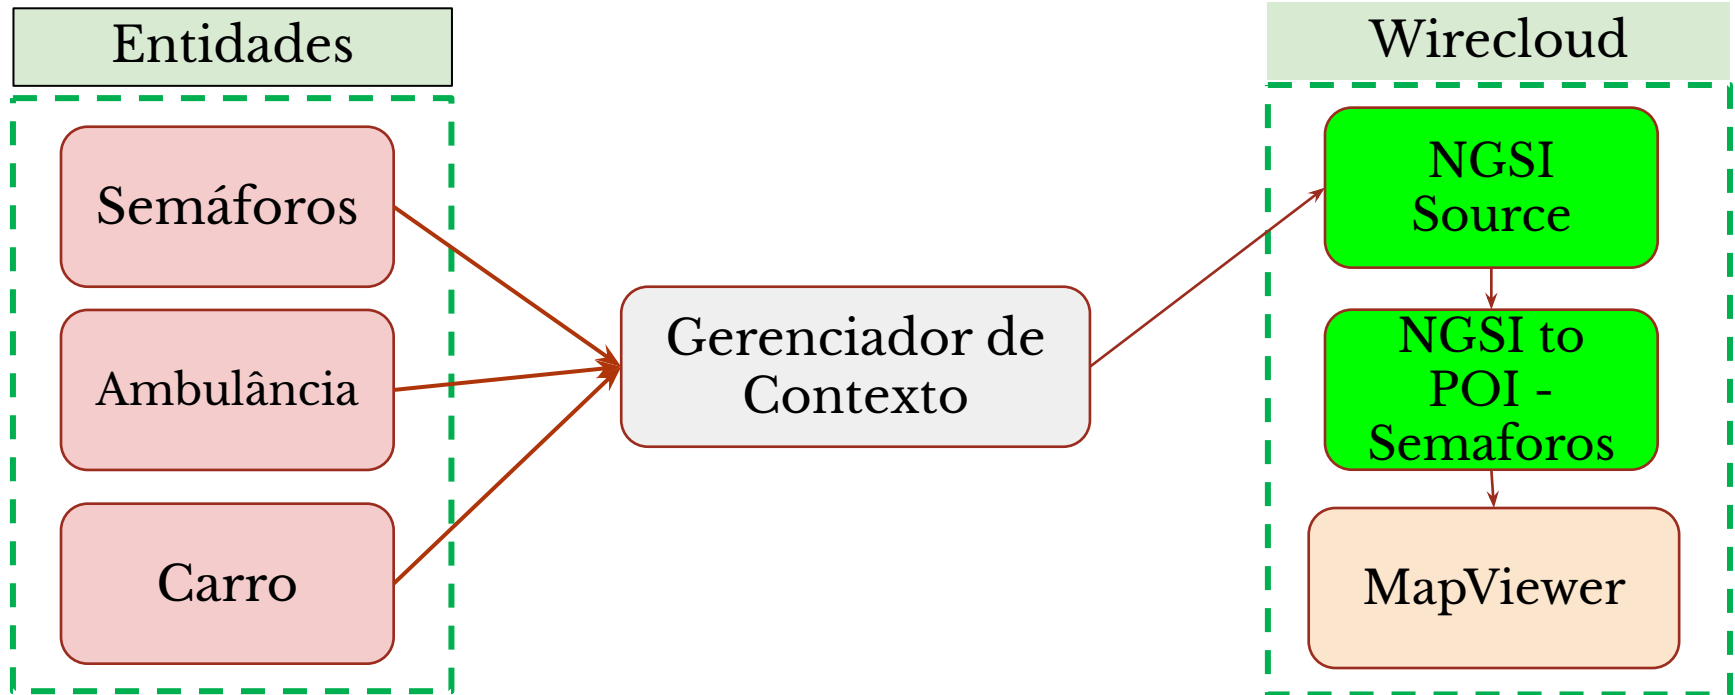 Entidades
Semáforos
Ambulância
Carro
Gerenciador de
Contexto
Wirecloud
NGSI
Source
NGSI to
POI -
Semaforos
MapViewer